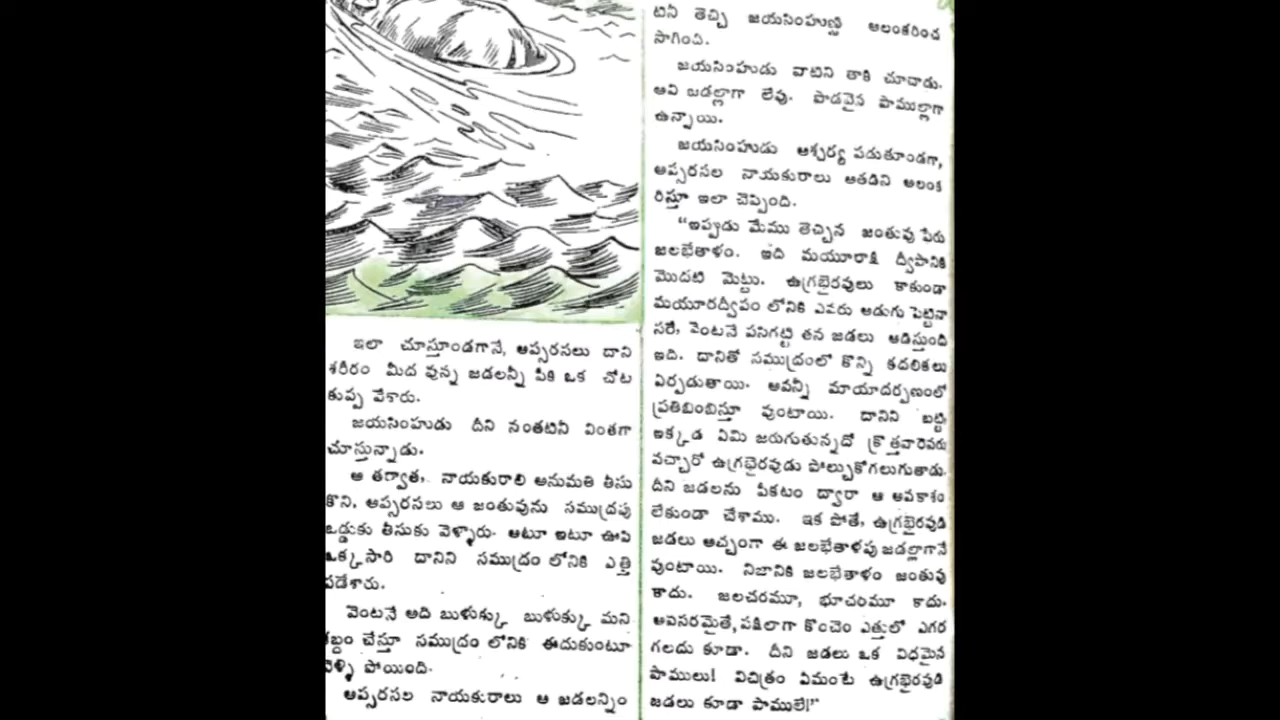 ఇలా చూస్తూండగానే, అప్సరసలు దాని
శరీరం మీద వున్న జడలన్నీ పీకి ఒక చోట
కుప్ప వేశారు.
జయసింహుడు దీని నంతటినీ వింతగా
చూస్తున్నాడు.
ఆ తర్వాత, నాయకురాలి అనుమతి తీసు
కొని, అప్సరసలు ఆ జంతువును సముద్రపు
ఒడ్డుకు తీసుకు వెళ్ళారు. అటూ ఇటూ ఊపి
ఒక్కసారి దానిని సముద్రం లోనికి ఎత్తి
పడేశారు.
వెంటనే అది బుళుక్కు బుళుక్కు మని
శబ్దం చేస్తూ సముద్రం లోనికి ఈదుకుంటూ
వెళ్ళి పోయింది.
అప్సరసల నాయకురాలు ఆ జడలన్నిం
టినీ తెచ్చి జయసింహుణ్ణి అలంకరించ
సాగింది.
జయసింహుడు వాటిని తాకి చూచాడు.
అవి జడల్లాగా లేవు. పొడవైన పాముల్లాగా
ఉన్నాయి.
జయసింహుడు ఆశ్చర్య పడుతూండగా,
అప్సరసల నాయకురాలు అతడిని అలంక
రిస్తూ ఇలా చెప్పింది.
“ఇప్పుడు మేము తెచ్చిన జంతువు పేరు
జలభేతాళం. ఇది మయూరాక్షి ద్వీపానికి
మొదటి మెట్టు. ఉగ్రభైరవులు కాకుండా
మయూరద్వీపం లోనికి ఎవరు అడుగు పెట్టినా
సరే, వెంటనే పసిగట్టి తన జడలు ఆడిస్తుంది
ఇది. దానితో సముద్రంలో కొన్ని కదలికలు
ఏర్పడుతాయి. అవన్నీ మాయాదర్పణంలో
ప్రతిబింబిస్తూ వుంటాయి. దానిని బట్టి
ఇక్కడ ఏమి జరుగుతున్నదో క్రొత్తవారెవరు
వచ్చారో ఉగ్రభైరవుడు పోల్చుకోగలుగుతాడు.
దీని జడలను పీకటం ద్వారా ఆ అవకాశం
లేకుండా చేశాము. ఇక పోతే, ఉగ్రభైరవుడి
జడలు అచ్చంగా ఈ జలభేతాళపు జడల్లాగానే
వుంటాయి. నిజానికి జలభేతాళం జంతువు
కాదు. జలచరమూ, భూచరమూ కాదు.
అవసరమైతే, పక్షిలాగా కొంచెం ఎత్తులో ఎగర
గలదు కూడా. దీని జడలు ఒక విధమైన
పాములు! విచిత్రం ఏమంటే ఉగ్రభైరవుడి
జడలు కూడా పాములే!”